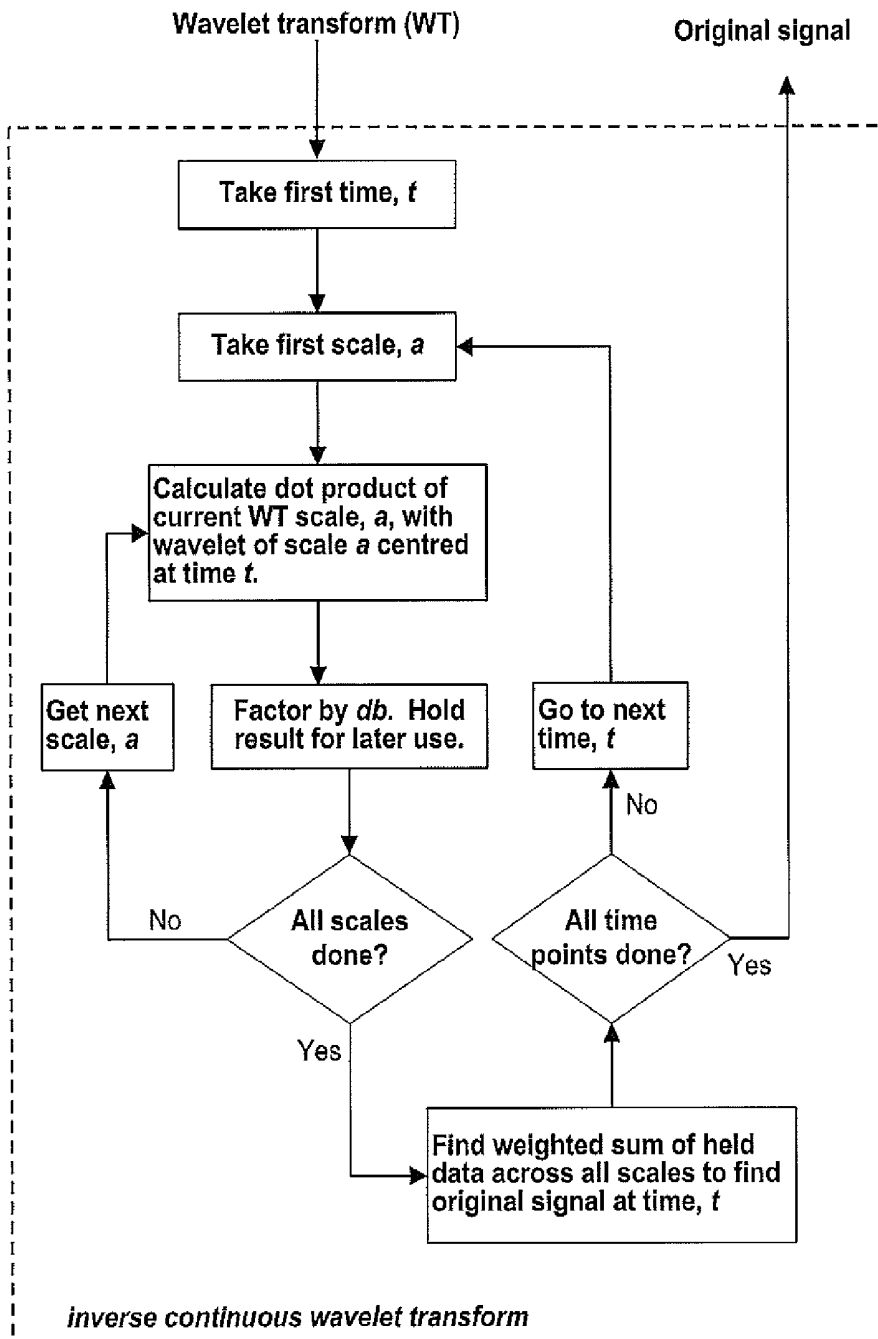 Wavelet transform (WT)
Original signal
Take first time, t
Take first scale, a
Calculate dot product of
current WT scale, a, with
wavelet of scale a centred
at time t.
Get next
scale, a
Factor by db. Hold
result for later use.
Go to next
time, t
No
No
All scales
done?
All time
points done?
Yes
Yes
Find weighted sum of held
data across all scales to find
original signal at time, t
inverse continuous wavelet transform